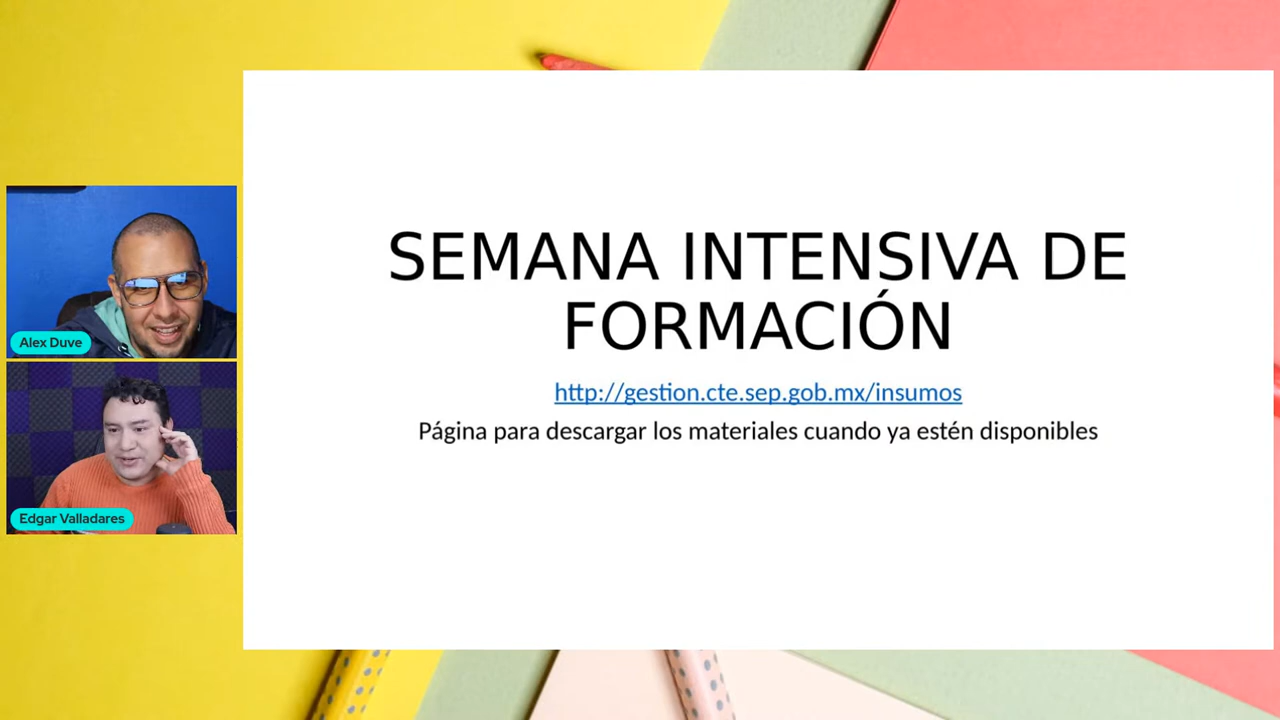 SEMANA INTENSIVA DE
FORMACIÓN
http://gestion.cte.sep.gob.mx/insumos
Página para descargar los materiales cuando ya estén disponibles
Alex Duve
Edgar Valladares